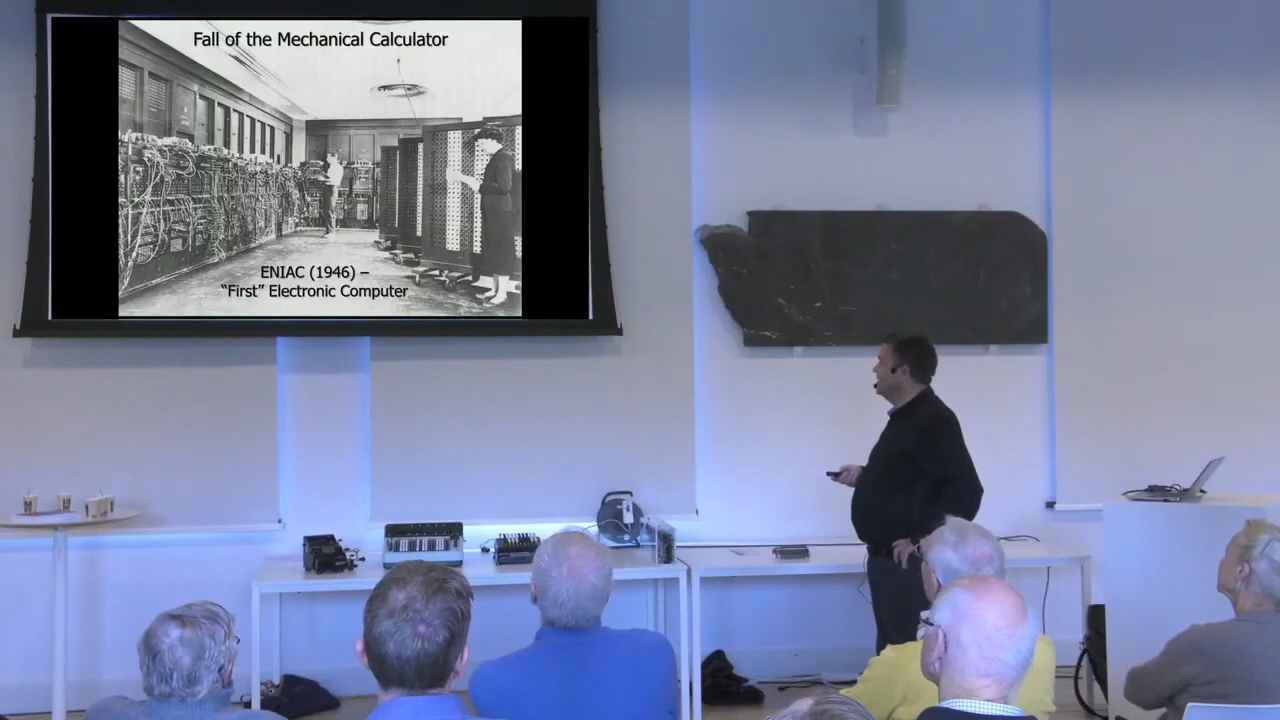 Fall of the Mechanical Calculator
ENIAC (1946) –
“First” Electronic Computer